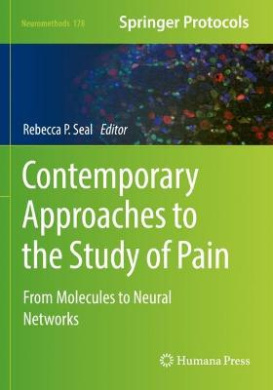 Neuromethods 178
Springer Protocols
Rebecca P. Seal Editor
Contemporary
Approaches to
the Study of Pain
From Molecules to Neural
Networks
Humana Press